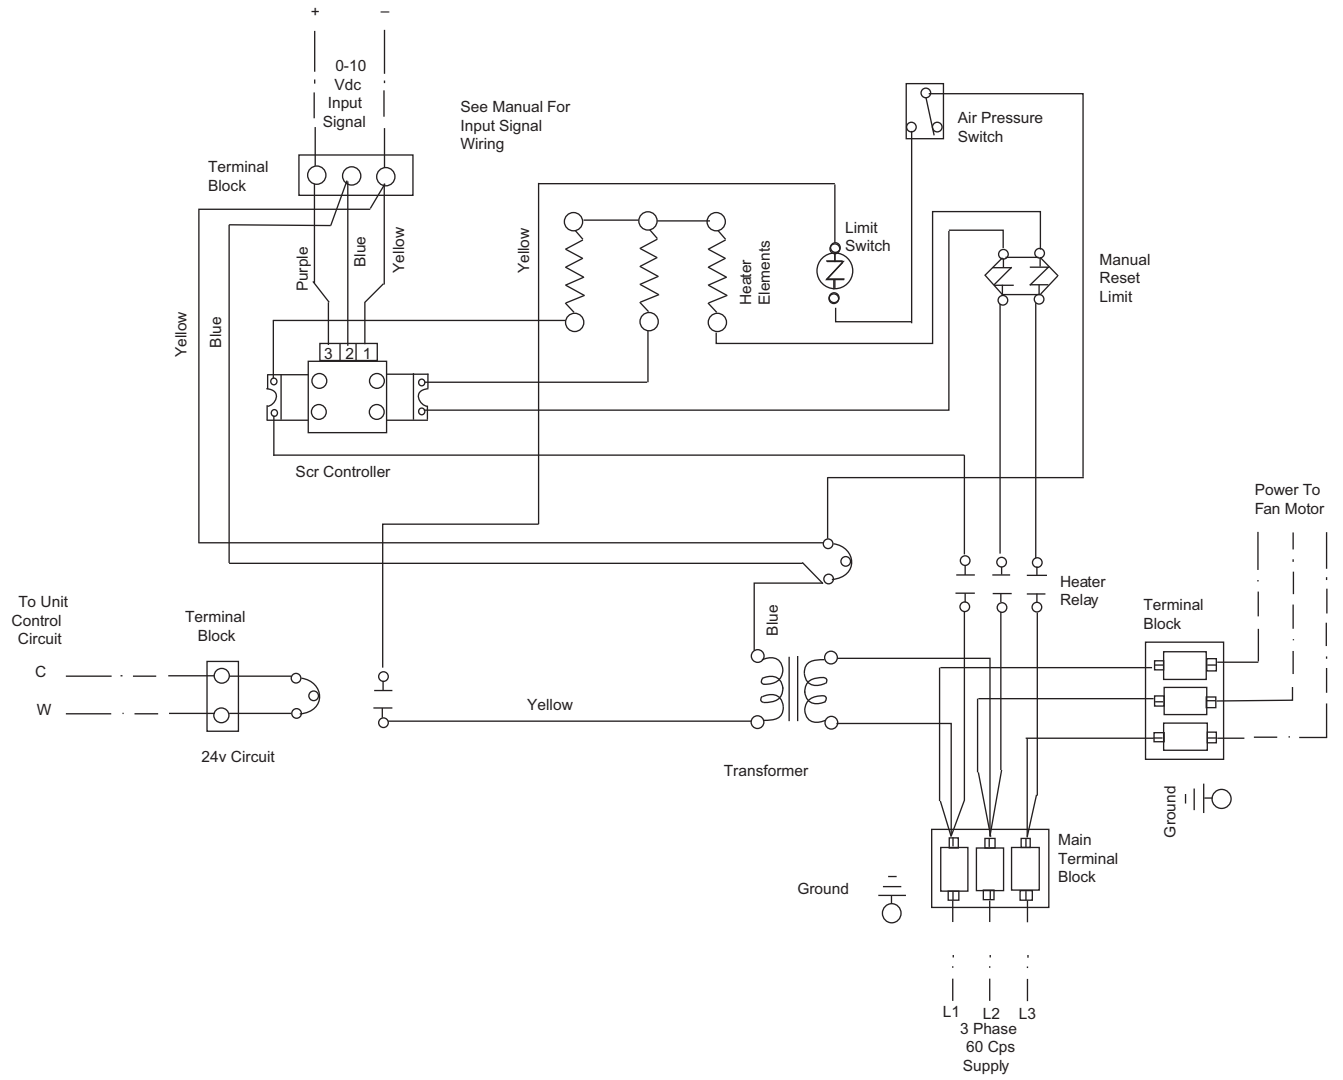 + –
0-10
Vdc
Input
Signal
See Manual For
Input Signal
Wiring
Air Pressure
Switch
Terminal
Block
Purple
Blue
Yellow
Yellow
Heater
Elements
Limit
Switch
Manual
Reset
Limit
Yellow
Blue
3 2 1
Scr Controller
Power To
Fan Motor
To Unit
Control
Circuit
Terminal
Block
Blue
Heater
Relay
Terminal
Block
C
W
Yellow
24v Circuit
Transformer
Ground
Main
Terminal
Block
Ground
L1 L2 L3
3 Phase
60 Cps
Supply